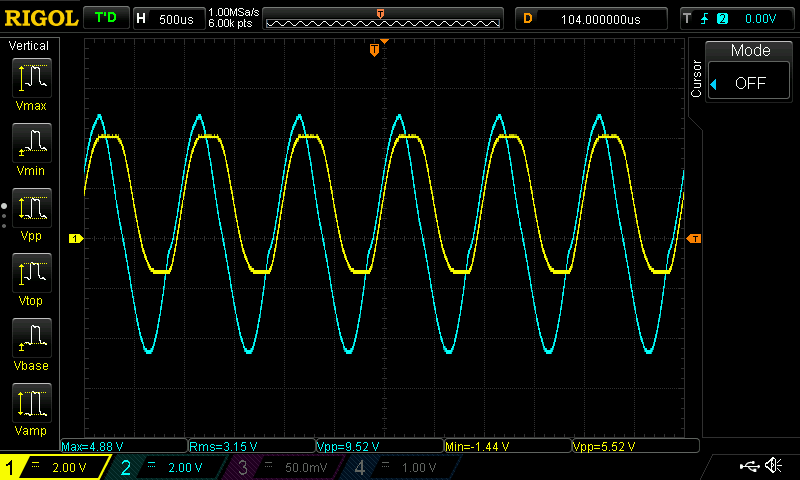 RIGOL T'D H 500us 1.00MSa/s 6.00k pts T D 104.000000us T 2 0.00V
Vertical
Vmax
Vmin
Vpp
Vtop
Vbase
Vamp
T
1
T
Cursor
Mode
OFF
Max=4.88 V Rms=3.15 V Vpp=9.52 V Min=-1.44 V Vpp=5.52 V
1 2.00 V 2 2.00 V 3 50.0mV 4 1.00 V